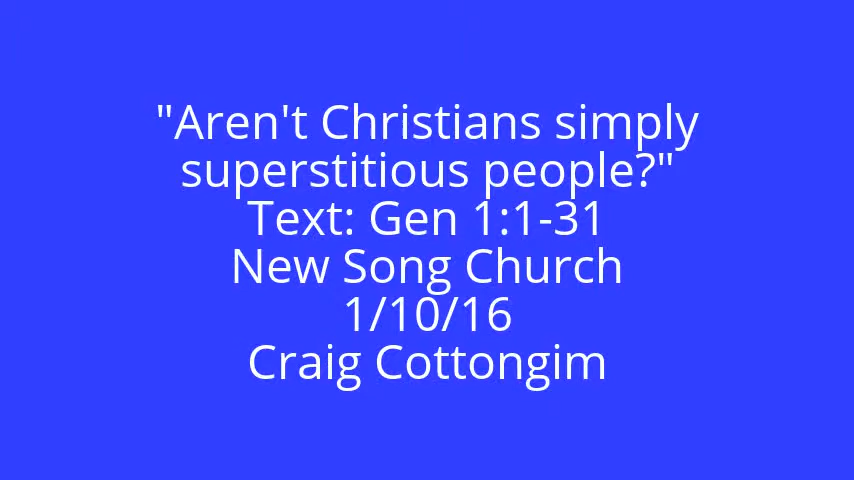 "Aren't Christians simply
superstitious people?"
Text: Gen 1:1-31
New Song Church
1/10/16
Craig Cottongim